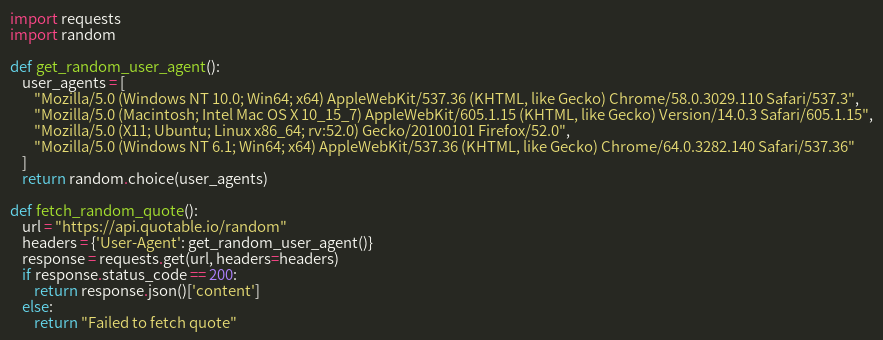 import requests
import random

def get_random_user_agent():
    user_agents = [
        "Mozilla/5.0 (Windows NT 10.0; Win64; x64) AppleWebKit/537.36 (KHTML, like Gecko) Chrome/58.0.3029.110 Safari/537.3",
        "Mozilla/5.0 (Macintosh; Intel Mac OS X 10_15_7) AppleWebKit/605.1.15 (KHTML, like Gecko) Version/14.0.3 Safari/605.1.15",
        "Mozilla/5.0 (X11; Ubuntu; Linux x86_64; rv:52.0) Gecko/20100101 Firefox/52.0",
        "Mozilla/5.0 (Windows NT 6.1; Win64; x64) AppleWebKit/537.36 (KHTML, like Gecko) Chrome/64.0.3282.140 Safari/537.36"
    ]
    return random.choice(user_agents)

def fetch_random_quote():
    url = "https://api.quotable.io/random"
    headers = {'User-Agent': get_random_user_agent()}
    response = requests.get(url, headers=headers)
    if response.status_code == 200:
        return response.json()['content']
    else:
        return "Failed to fetch quote"